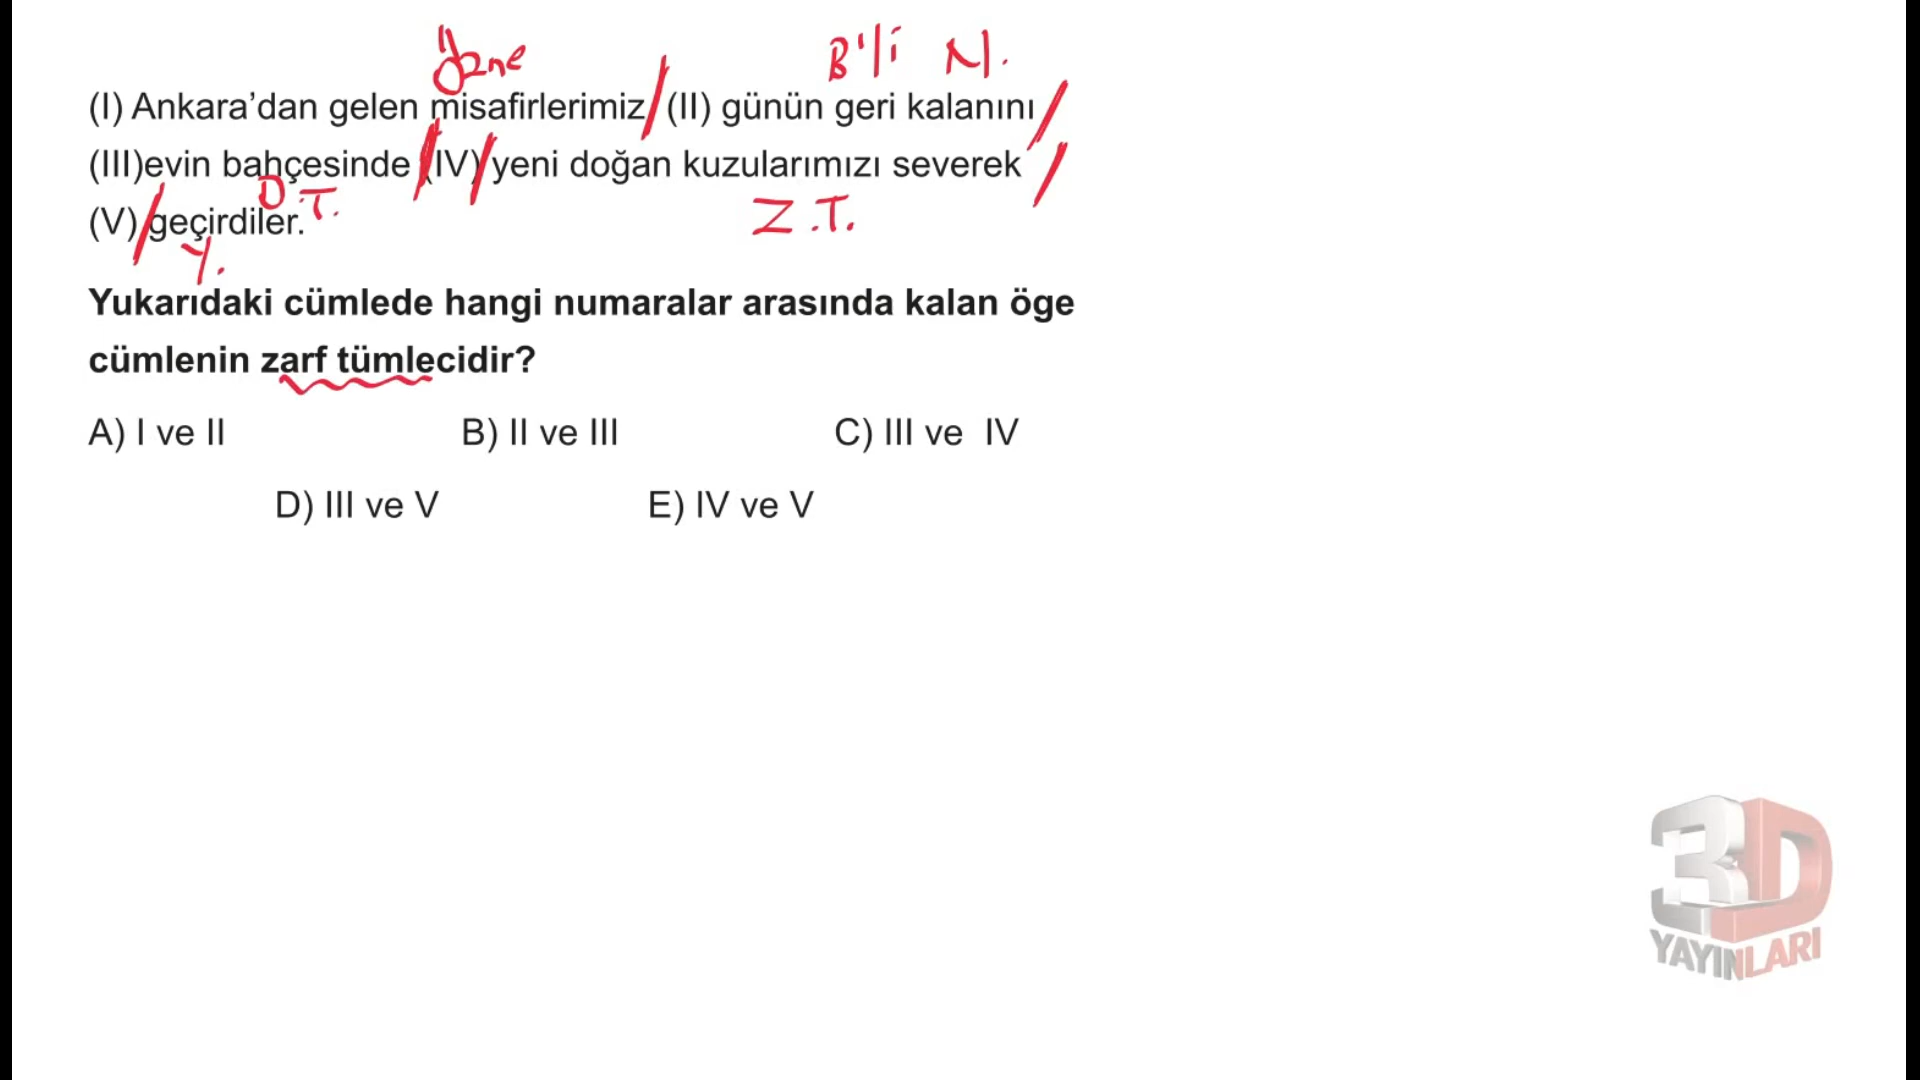 Özne B'li N.
(I) Ankara'dan gelen misafirlerimiz (II) günün geri kalanını
(III)evin bahçesinde (IV) yeni doğan kuzularımızı severek
D.T. Z.T.
(V) geçirdiler.
Y.
Yukarıdaki cümlede hangi numaralar arasında kalan öge
cümlenin zarf tümlecidir?
A) I ve II B) II ve III C) III ve IV
D) III ve V E) IV ve V
3D
YAYINLARI